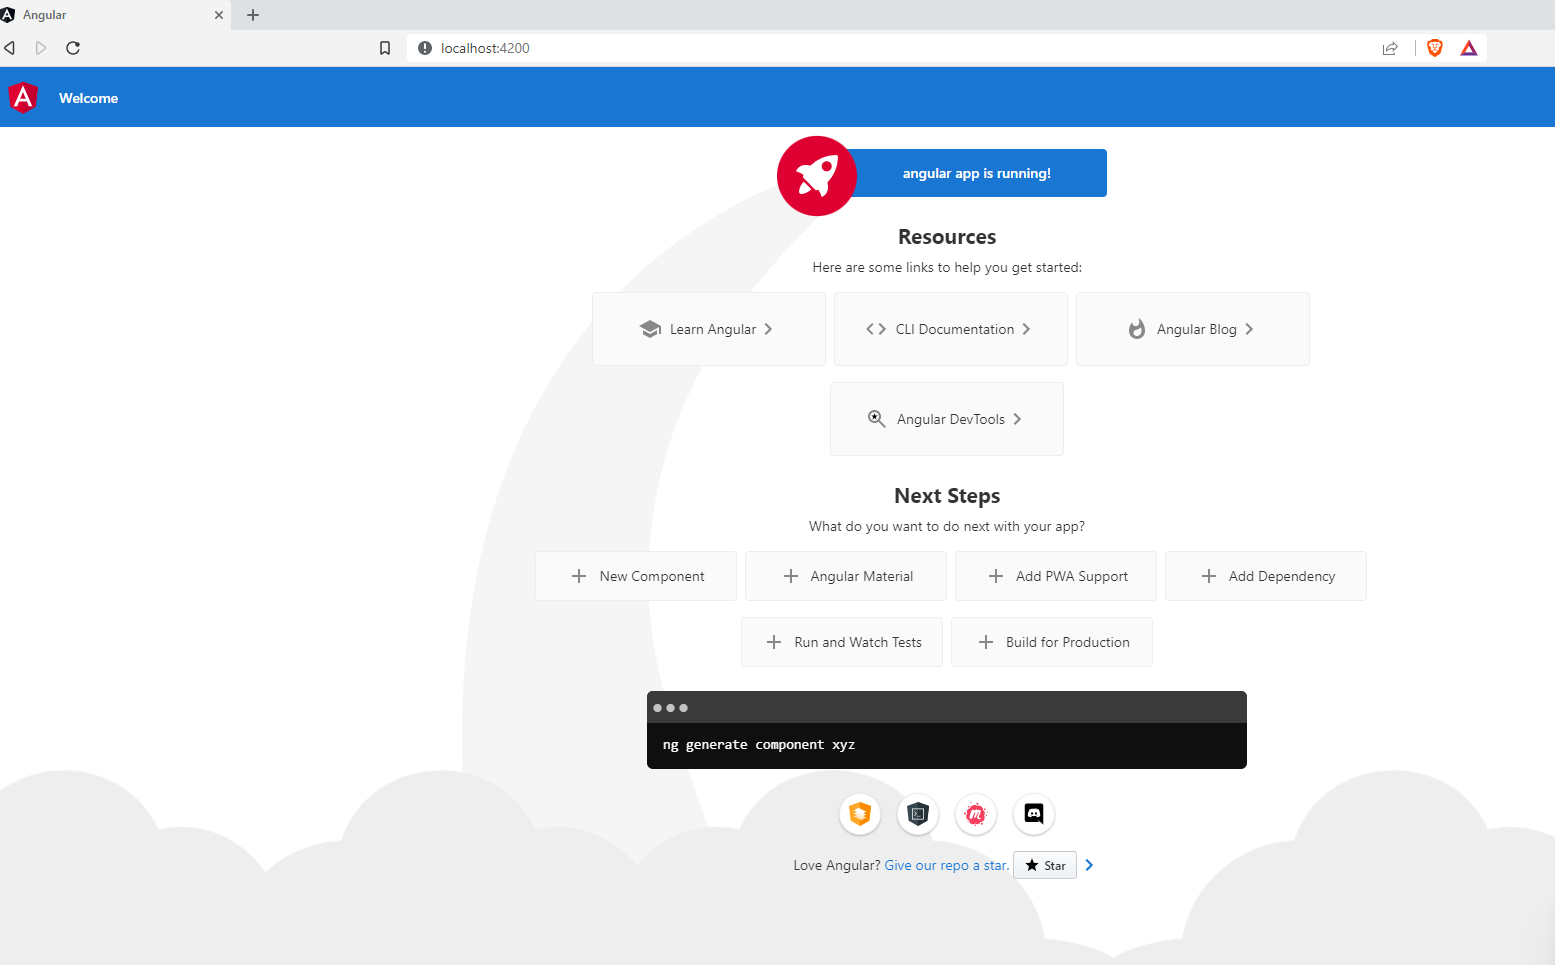 Angular
localhost:4200
Welcome
angular app is running!
Resources
Here are some links to help you get started:
Learn Angular
CLI Documentation
Angular Blog
Angular DevTools
Next Steps
What do you want to do next with your app?
New Component
Angular Material
Add PWA Support
Add Dependency
Run and Watch Tests
Build for Production
ng generate component xyz
Love Angular? Give our repo a star. Star